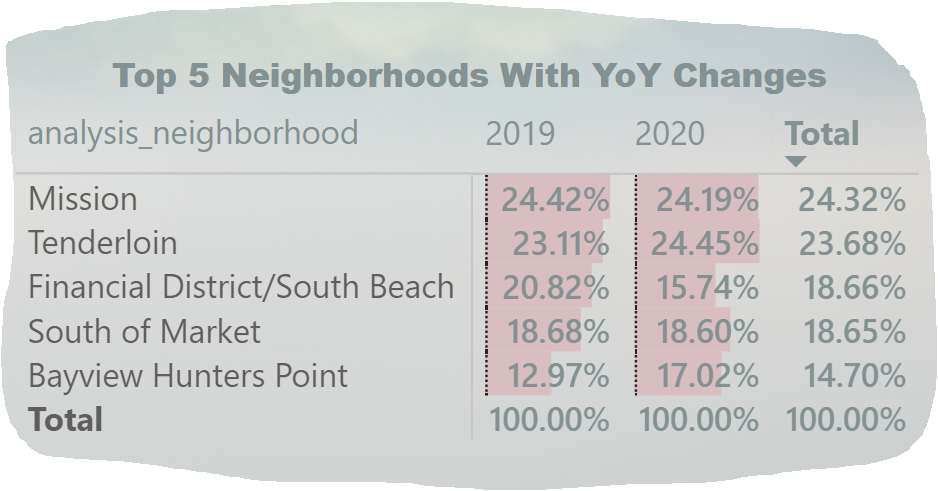 Top 5 Neighborhoods With YoY Changes
analysis_neighborhood 2019 2020 Total
Mission 24.42% 24.19% 24.32%
Tenderloin 23.11% 24.45% 23.68%
Financial District/South Beach 20.82% 15.74% 18.66%
South of Market 18.68% 18.60% 18.65%
Bayview Hunters Point 12.97% 17.02% 14.70%
Total 100.00% 100.00% 100.00%